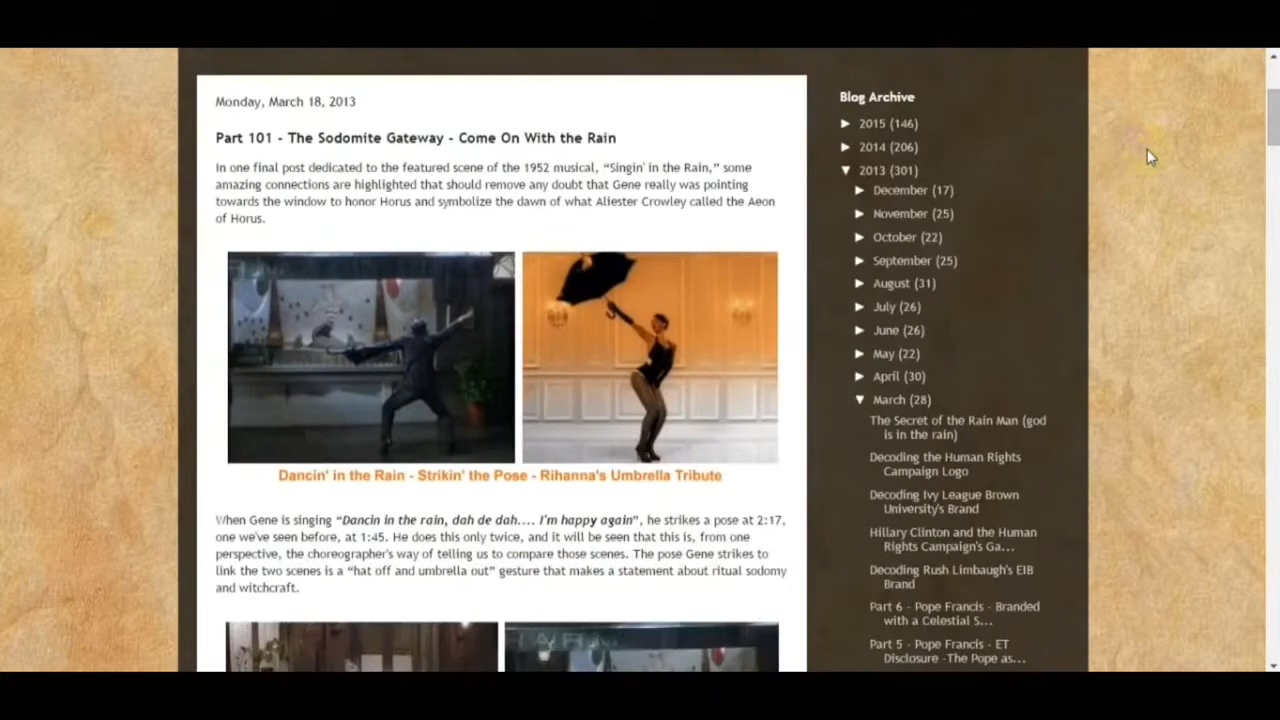 Monday, March 18, 2013
Part 101 - The Sodomite Gateway - Come On With the Rain
In one final post dedicated to the featured scene of the 1952 musical, “Singin' in the Rain,” some
amazing connections are highlighted that should remove any doubt that Gene really was pointing
towards the window to honor Horus and symbolize the dawn of what Aliester Crowley called the Aeon
of Horus.
Dancin' in the Rain - Strikin' the Pose - Rihanna's Umbrella Tribute
When Gene is singing “Dancin in the rain, dah de dah.... I'm happy again”, he strikes a pose at 2:17,
one we've seen before, at 1:45. He does this only twice, and it will be seen that this is, from one
perspective, the choreographer's way of telling us to compare those scenes. The pose Gene strikes to
link the two scenes is a “hat off and umbrella out” gesture that makes a statement about ritual sodomy
and witchcraft.
Blog Archive
► 2015 (146)
► 2014 (206)
▼ 2013 (301)
► December (17)
► November (25)
► October (22)
► September (25)
► August (31)
► July (26)
► June (26)
► May (22)
► April (30)
▼ March (28)
The Secret of the Rain Man (god
is in the rain)
Decoding the Human Rights
Campaign Logo
Decoding Ivy League Brown
University's Brand
Hillary Clinton and the Human
Rights Campaign's Ga...
Decoding Rush Limbaugh's EIB
Brand
Part 6 - Pope Francis - Branded
with a Celestial S...
Part 5 - Pope Francis - ET
Disclosure -The Pope as...